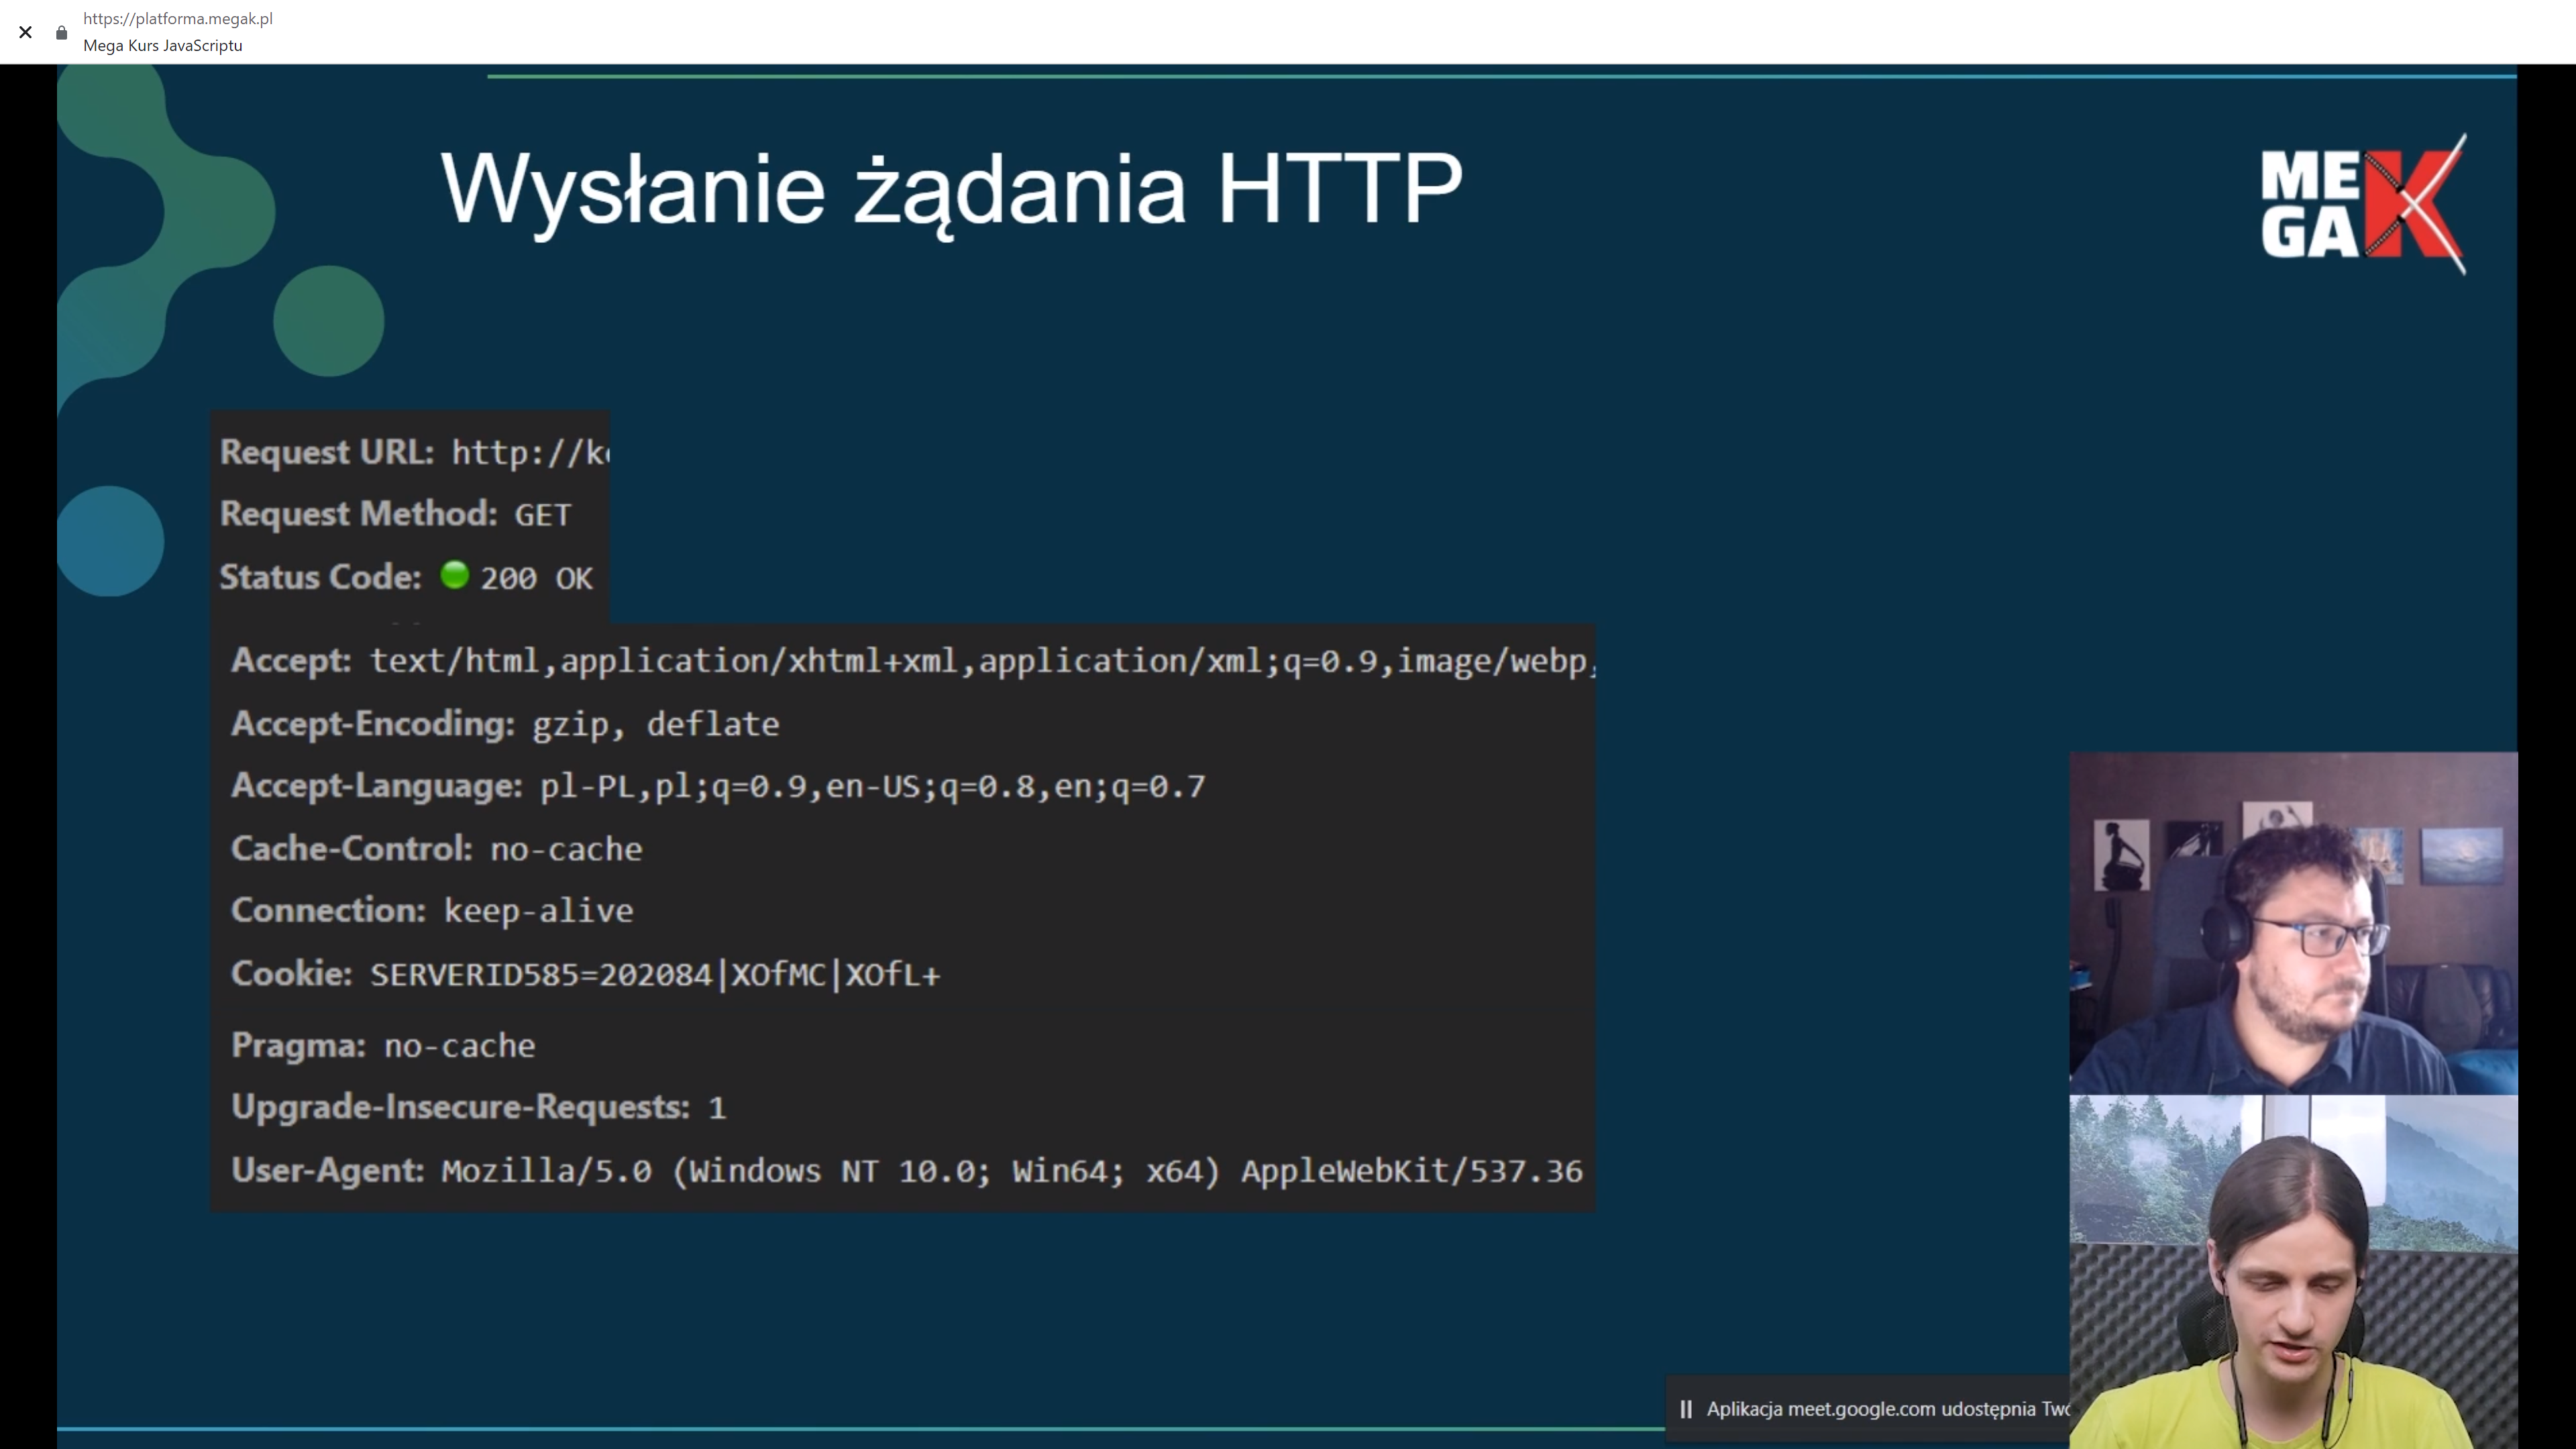 https://platforma.megak.pl
Mega Kurs JavaScriptu
Wysłanie żądania HTTP
MEGAK
Request URL: http://k
Request Method: GET
Status Code: 200 OK
Accept: text/html,application/xhtml+xml,application/xml;q=0.9,image/webp,
Accept-Encoding: gzip, deflate
Accept-Language: pl-PL,pl;q=0.9,en-US;q=0.8,en;q=0.7
Cache-Control: no-cache
Connection: keep-alive
Cookie: SERVERID585=202084|XOfMC|XOfL+
Pragma: no-cache
Upgrade-Insecure-Requests: 1
User-Agent: Mozilla/5.0 (Windows NT 10.0; Win64; x64) AppleWebKit/537.36
Aplikacja meet.google.com udostępnia